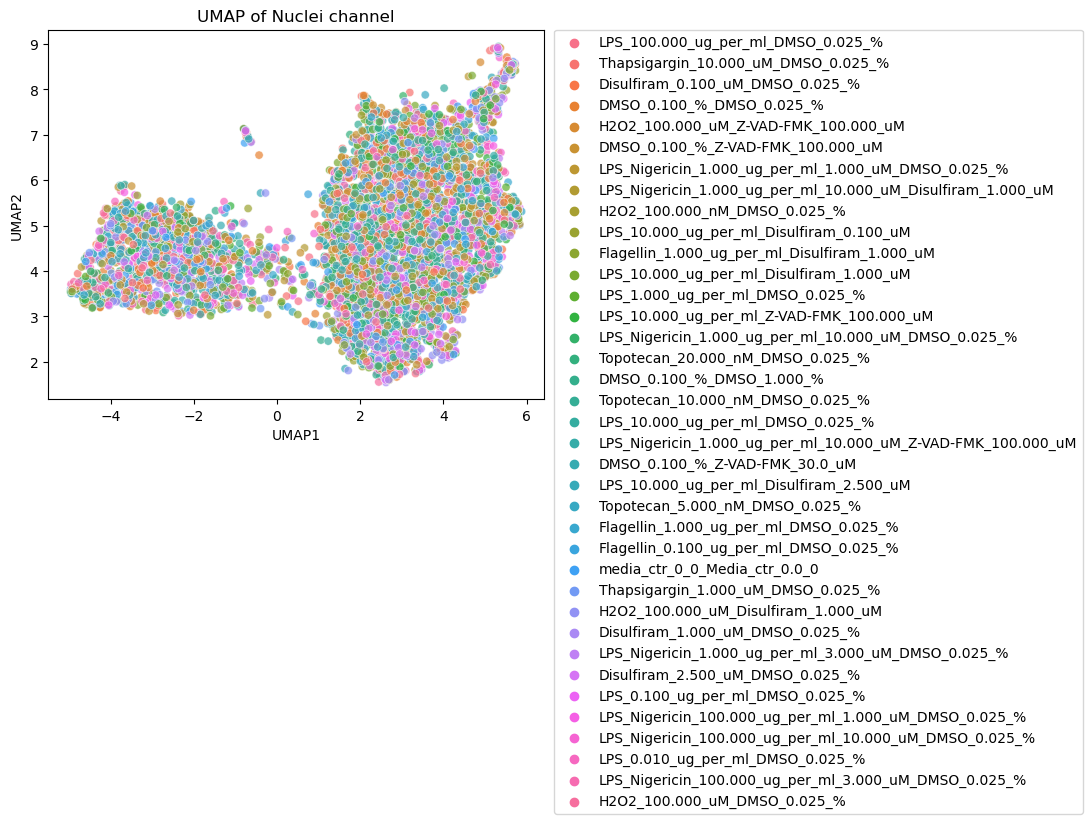 UMAP of Nuclei channel
9
8
7
6
5
4
3
2
UMAP2
−4
−2
0
2
4
6
UMAP1
LPS_100.000_ug_per_ml_DMSO_0.025_%
Thapsigargin_10.000_uM_DMSO_0.025_%
Disulfiram_0.100_uM_DMSO_0.025_%
DMSO_0.100_%_DMSO_0.025_%
H2O2_100.000_uM_Z-VAD-FMK_100.000_uM
DMSO_0.100_%_Z-VAD-FMK_100.000_uM
LPS_Nigericin_1.000_ug_per_ml_1.000_uM_DMSO_0.025_%
LPS_Nigericin_1.000_ug_per_ml_10.000_uM_Disulfiram_1.000_uM
H2O2_100.000_nM_DMSO_0.025_%
LPS_10.000_ug_per_ml_Disulfiram_0.100_uM
Flagellin_1.000_ug_per_ml_Disulfiram_1.000_uM
LPS_10.000_ug_per_ml_Disulfiram_1.000_uM
LPS_1.000_ug_per_ml_DMSO_0.025_%
LPS_10.000_ug_per_ml_Z-VAD-FMK_100.000_uM
LPS_Nigericin_1.000_ug_per_ml_10.000_uM_DMSO_0.025_%
Topotecan_20.000_nM_DMSO_0.025_%
DMSO_0.100_%_DMSO_1.000_%
Topotecan_10.000_nM_DMSO_0.025_%
LPS_10.000_ug_per_ml_DMSO_0.025_%
LPS_Nigericin_1.000_ug_per_ml_10.000_uM_Z-VAD-FMK_100.000_uM
DMSO_0.100_%_Z-VAD-FMK_30.0_uM
LPS_10.000_ug_per_ml_Disulfiram_2.500_uM
Topotecan_5.000_nM_DMSO_0.025_%
Flagellin_1.000_ug_per_ml_DMSO_0.025_%
Flagellin_0.100_ug_per_ml_DMSO_0.025_%
media_ctr_0_0_Media_ctr_0.0_0
Thapsigargin_1.000_uM_DMSO_0.025_%
H2O2_100.000_uM_Disulfiram_1.000_uM
Disulfiram_1.000_uM_DMSO_0.025_%
LPS_Nigericin_1.000_ug_per_ml_3.000_uM_DMSO_0.025_%
Disulfiram_2.500_uM_DMSO_0.025_%
LPS_0.100_ug_per_ml_DMSO_0.025_%
LPS_Nigericin_100.000_ug_per_ml_1.000_uM_DMSO_0.025_%
LPS_Nigericin_100.000_ug_per_ml_10.000_uM_DMSO_0.025_%
LPS_0.010_ug_per_ml_DMSO_0.025_%
LPS_Nigericin_100.000_ug_per_ml_3.000_uM_DMSO_0.025_%
H2O2_100.000_uM_DMSO_0.025_%